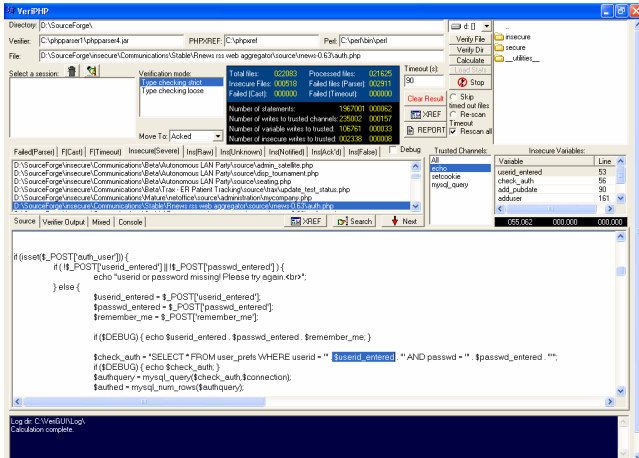 VeriPHP
Directory: D:\SourceForge\
d: []
Verifier: C:\phpparser1\phpparser4.jar PHPXREF: C:\phpxref Perl: C:\perl\bin\perl
File: D:\SourceForge\insecure\Communications\Stable\Rnews rss web aggregator\source\rnews-0.63\auth.php
Verify File
Verify Dir
Calculate
Load Stats
Stop
insecure
secure
__utilities__
Select a session:
Verification mode:
Type checking strict
Type checking loose
Move To: Acked
Total files: 022083 Processed files: 021625
Insecure Files: 000518 Failed files (Parser): 002911
Failed (Cast): 000000 Failed (Timeout): 000000
Number of statements: 1967001 000062
Number of writes to trusted channels: 235002 000157
Number of variable writes to trusted: 106761 000033
Number of insecure writes to trusted: 002338 000008
Timeout (s):
90
Clear Result
XREF
REPORT
Skip
timed out files
Re-scan
Timeout
Rescan all
Failed(Parser) F(Cast) F(Timeout) Insecure(Severe) Ins(Raw) Ins(Unknown) Ins(Notified) Ins(Ack'd) Ins(False) Debug
D:\SourceForge\insecure\Communications\Beta\Autonomous LAN Party\source\admin_satellite.php
D:\SourceForge\insecure\Communications\Beta\Autonomous LAN Party\source\disp_tournament.php
D:\SourceForge\insecure\Communications\Beta\Autonomous LAN Party\source\seating.php
D:\SourceForge\insecure\Communications\Beta\Trax - ER Patient Tracking\source\trax\update_test_status.php
D:\SourceForge\insecure\Communications\Mature\netoffice\source\administration\mycompany.php
D:\SourceForge\insecure\Communications\Stable\Rnews rss web aggregator\source\rnews-0.63\auth.php
Trusted Channels:
All
echo
setcookie
mysql_query
Insecure Variables:
Variable Line
userid_entered 53
check_auth 56
add_pubdate 90
adduser 161
Source Verifier Output Mixed Console XREF Search Next
055,062 000,000 000,000
if (isset($_POST['auth_user'])) {
if ( !$_POST['userid_entered'] || !$_POST['passwd_entered'] ) {
echo "userid or password missing! Please try again.<br>";
} else {
$userid_entered = $_POST['userid_entered'];
$passwd_entered = $_POST['passwd_entered'];
$remember_me = $_POST['remember_me'];
if ($DEBUG) { echo $userid_entered . $passwd_entered . $remember_me; }
$check_auth = "SELECT * FROM user_prefs WHERE userid = '" . $userid_entered . "' AND passwd = '" . $passwd_entered . "'";
if ($DEBUG) { echo $check_auth; }
$authquery = mysql_query($check_auth,$connection);
$authed = mysql_num_rows($authquery);
Log dir: C:\VeriGUI\Log\
Calculation complete.